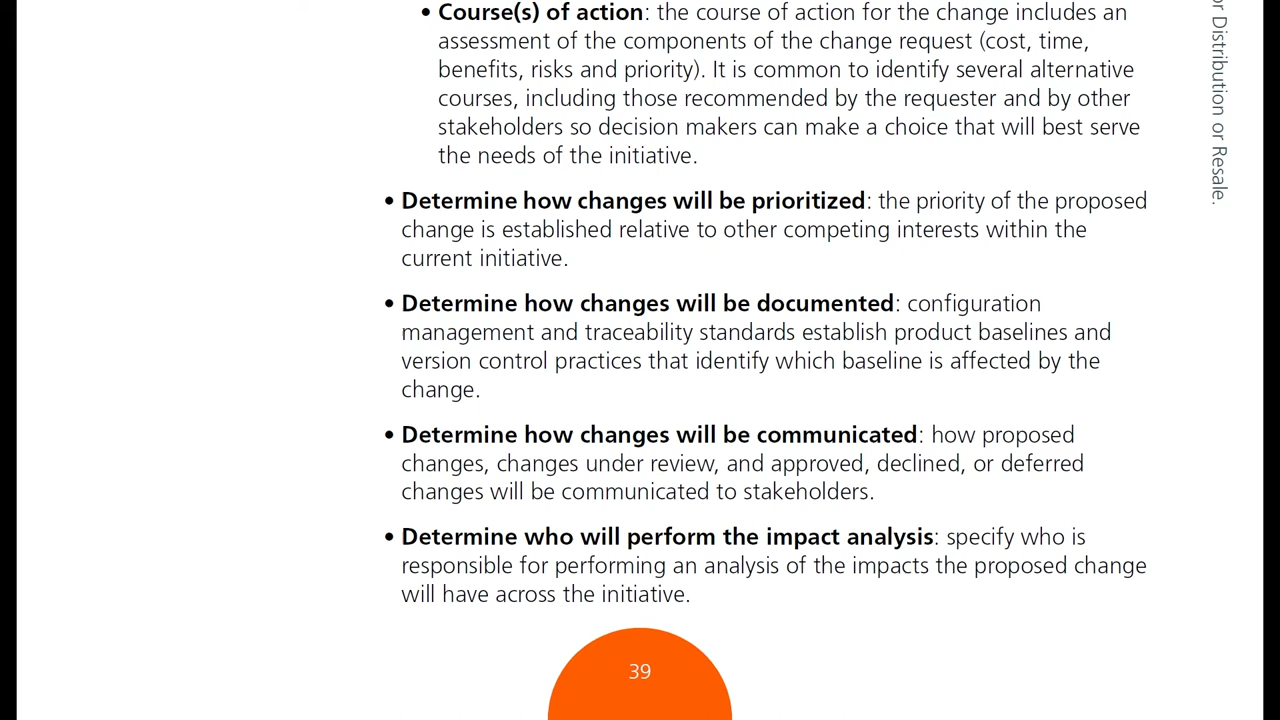 • Course(s) of action: the course of action for the change includes an
assessment of the components of the change request (cost, time,
benefits, risks and priority). It is common to identify several alternative
courses, including those recommended by the requester and by other
stakeholders so decision makers can make a choice that will best serve
the needs of the initiative.
• Determine how changes will be prioritized: the priority of the proposed
change is established relative to other competing interests within the
current initiative.
• Determine how changes will be documented: configuration
management and traceability standards establish product baselines and
version control practices that identify which baseline is affected by the
change.
• Determine how changes will be communicated: how proposed
changes, changes under review, and approved, declined, or deferred
changes will be communicated to stakeholders.
• Determine who will perform the impact analysis: specify who is
responsible for performing an analysis of the impacts the proposed change
will have across the initiative.
39
or Distribution or Resale.